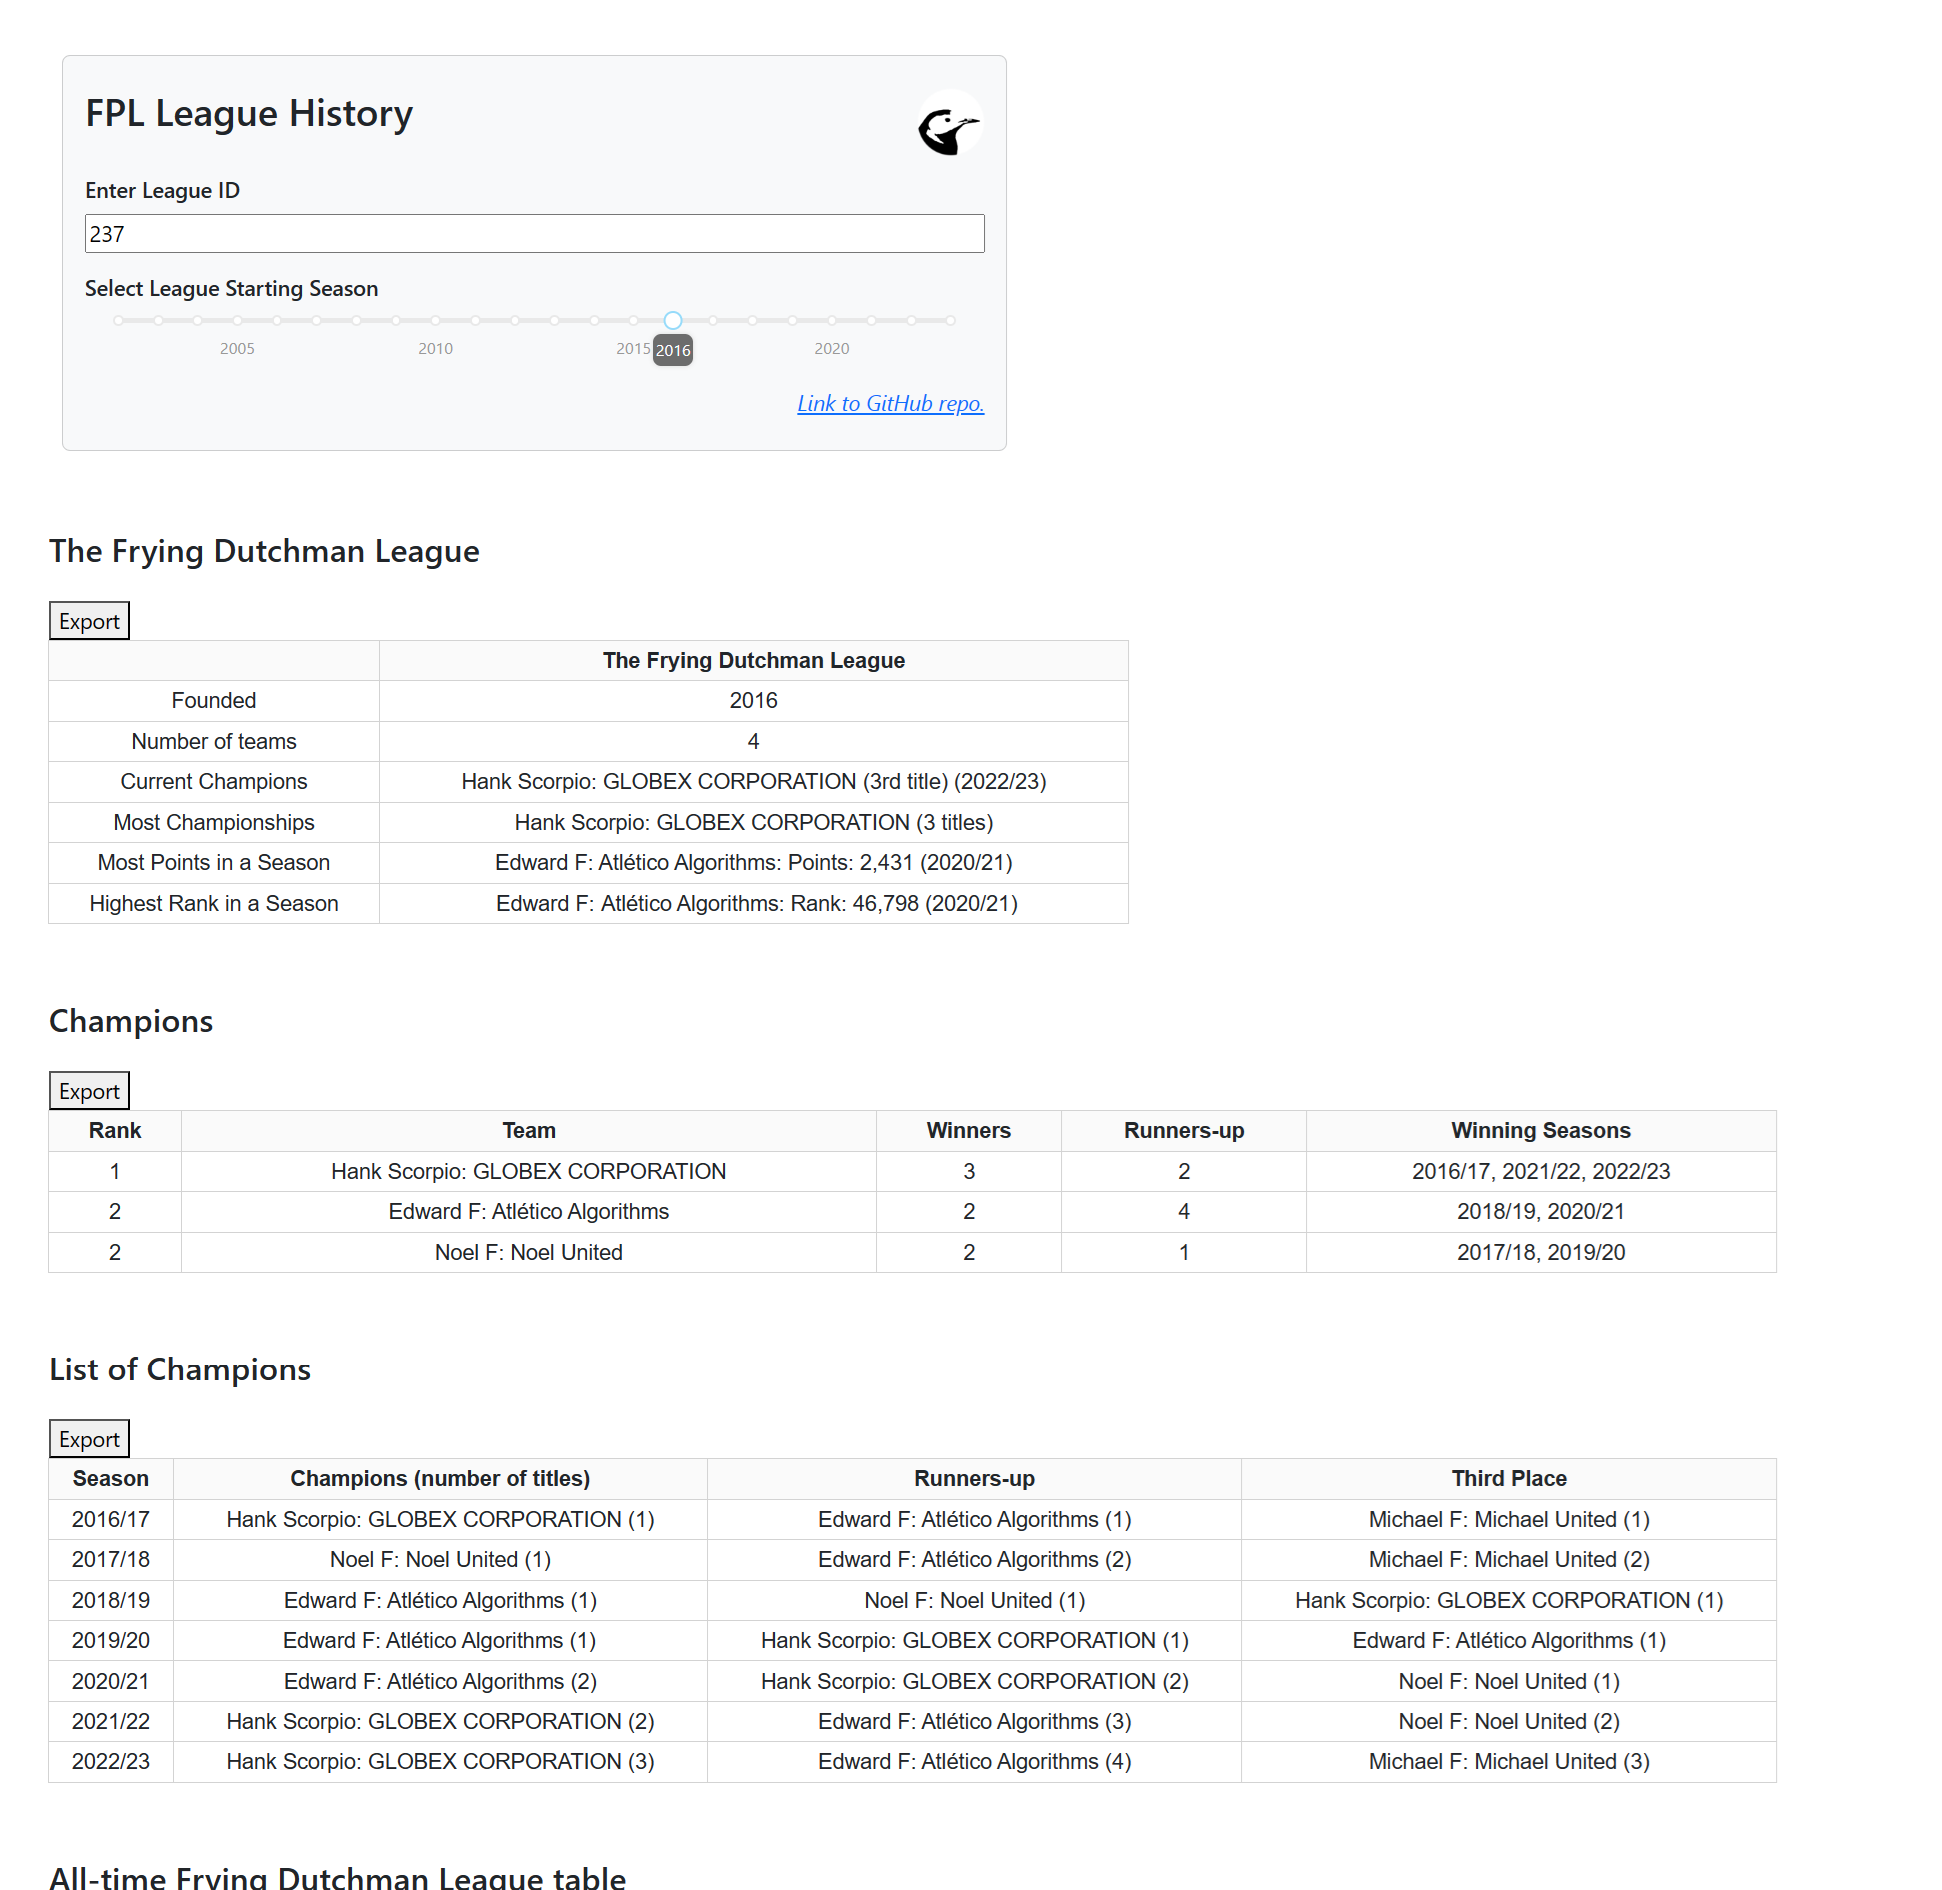 FPL League History
Enter League ID
237
Select League Starting Season
2005 2010 2015 2016 2020
Link to GitHub repo.
The Frying Dutchman League
Export
The Frying Dutchman League
Founded 2016
Number of teams 4
Current Champions Hank Scorpio: GLOBEX CORPORATION (3rd title) (2022/23)
Most Championships Hank Scorpio: GLOBEX CORPORATION (3 titles)
Most Points in a Season Edward F: Atlético Algorithms: Points: 2,431 (2020/21)
Highest Rank in a Season Edward F: Atlético Algorithms: Rank: 46,798 (2020/21)
Champions
Export
Rank Team Winners Runners-up Winning Seasons
1 Hank Scorpio: GLOBEX CORPORATION 3 2 2016/17, 2021/22, 2022/23
2 Edward F: Atlético Algorithms 2 4 2018/19, 2020/21
2 Noel F: Noel United 2 1 2017/18, 2019/20
List of Champions
Export
Season Champions (number of titles) Runners-up Third Place
2016/17 Hank Scorpio: GLOBEX CORPORATION (1) Edward F: Atlético Algorithms (1) Michael F: Michael United (1)
2017/18 Noel F: Noel United (1) Edward F: Atlético Algorithms (2) Michael F: Michael United (2)
2018/19 Edward F: Atlético Algorithms (1) Noel F: Noel United (1) Hank Scorpio: GLOBEX CORPORATION (1)
2019/20 Edward F: Atlético Algorithms (1) Hank Scorpio: GLOBEX CORPORATION (1) Edward F: Atlético Algorithms (1)
2020/21 Edward F: Atlético Algorithms (2) Hank Scorpio: GLOBEX CORPORATION (2) Noel F: Noel United (1)
2021/22 Hank Scorpio: GLOBEX CORPORATION (2) Edward F: Atlético Algorithms (3) Noel F: Noel United (2)
2022/23 Hank Scorpio: GLOBEX CORPORATION (3) Edward F: Atlético Algorithms (4) Michael F: Michael United (3)
All-time Frying Dutchman League table